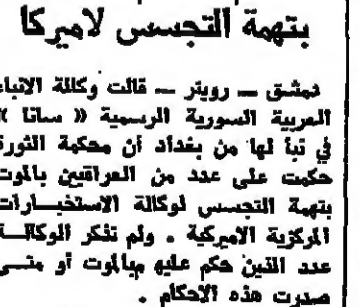 بتهمة التجسس لاميركا
دمشق — رويتر — قالت وكالة الانباء
العربية السورية الرسمية « سانا »
في نبأ لها من بغداد أن محكمة الثورة
حكمت على عدد من العراقيين بالموت
بتهمة التجسس لوكالة الاستخبارات
المركزية الاميركية . ولم تذكر الوكالة
عدد الذين حكم عليهم بالموت أو متى
صدرت هذه الاحكام .